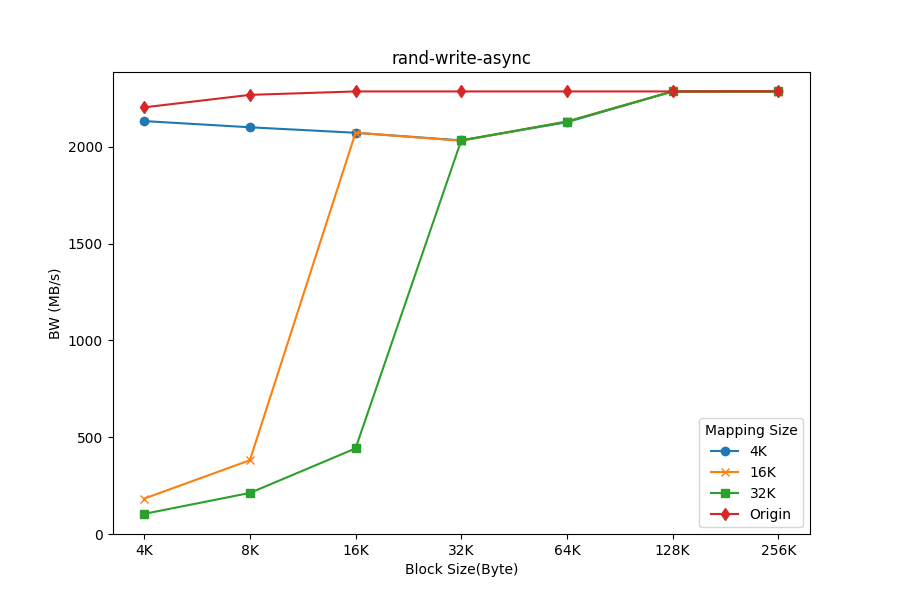 rand-write-async
BW (MB/s)
2000
1500
1000
500
0
4K
8K
16K
32K
64K
128K
256K
Block Size(Byte)
Mapping Size
4K
16K
32K
Origin